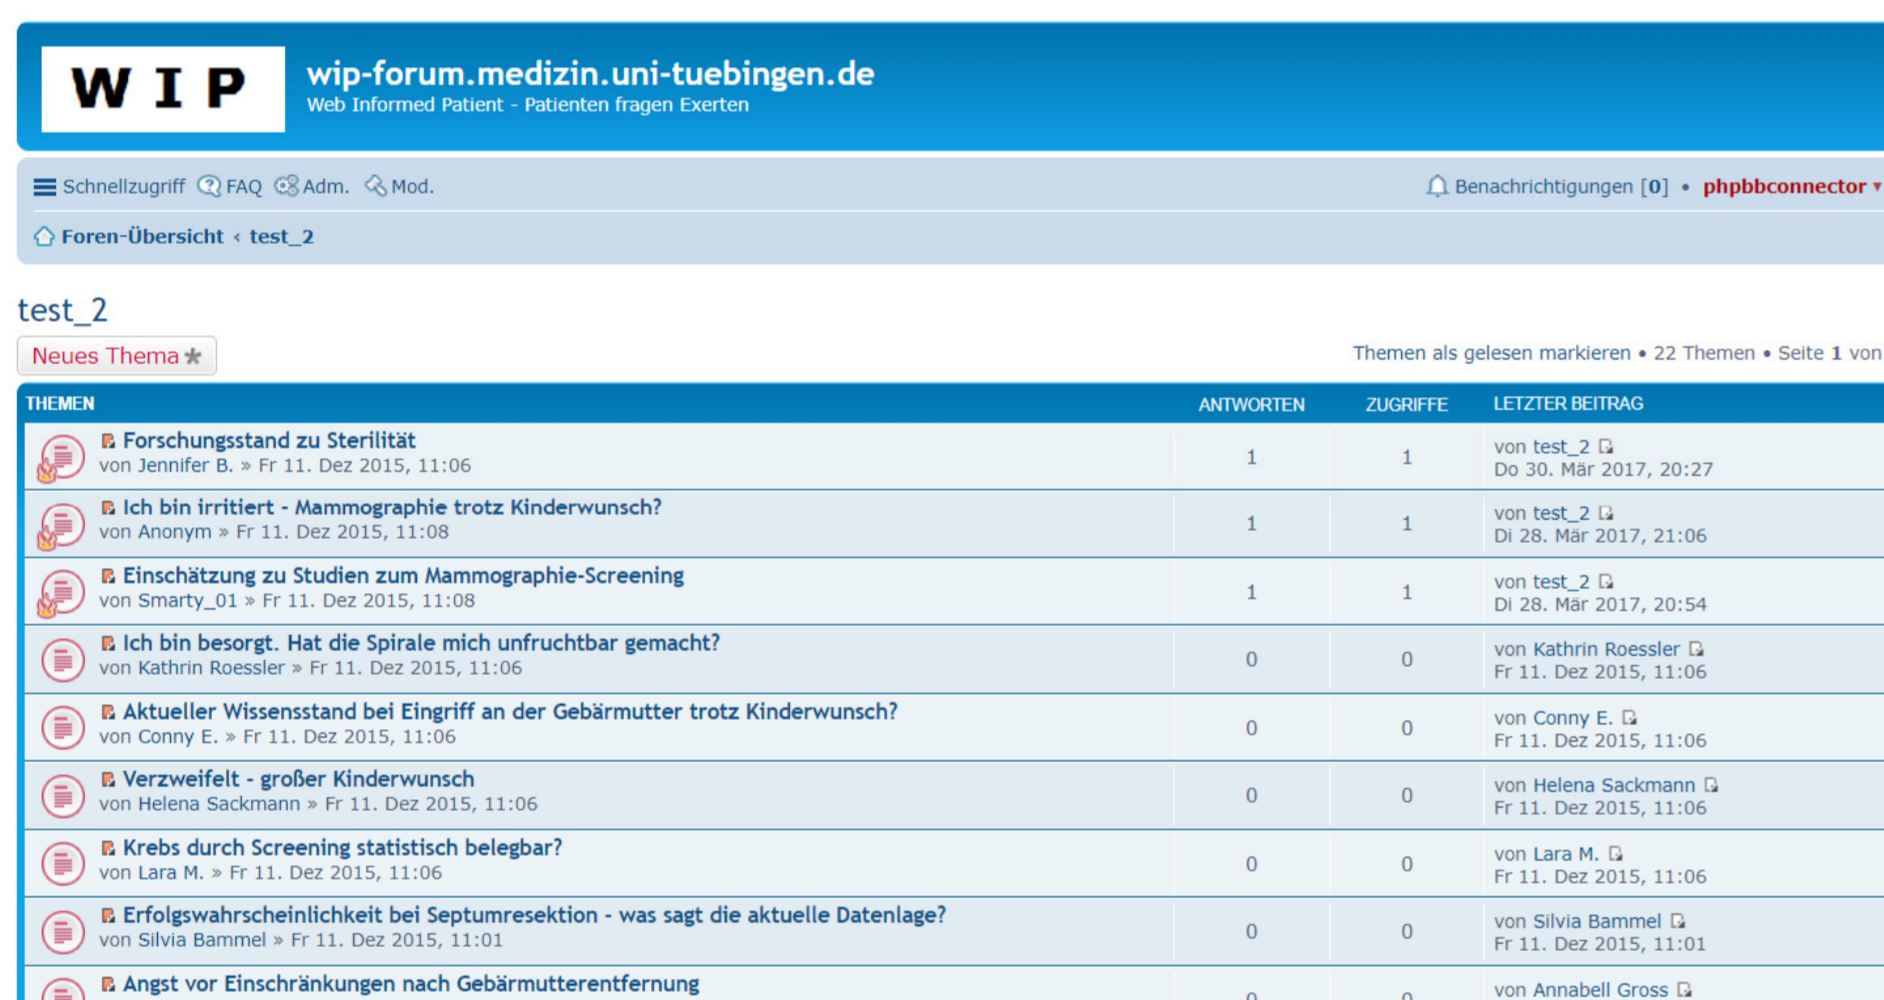 W I P
wip-forum.medizin.uni-tuebingen.de
Web Informed Patient - Patienten fragen Exerten
Schnellzugriff FAQ Adm. Mod.
Benachrichtigungen [0] • phpbbconnector
Foren-Übersicht ‹ test_2
test_2
Neues Thema
Themen als gelesen markieren • 22 Themen • Seite 1 von
THEMEN ANTWORTEN ZUGRIFFE LETZTER BEITRAG
Forschungsstand zu Sterilität
von Jennifer B. » Fr 11. Dez 2015, 11:06
1 1
von test_2
Do 30. Mär 2017, 20:27
Ich bin irritiert - Mammographie trotz Kinderwunsch?
von Anonym » Fr 11. Dez 2015, 11:08
1 1
von test_2
Di 28. Mär 2017, 21:06
Einschätzung zu Studien zum Mammographie-Screening
von Smarty_01 » Fr 11. Dez 2015, 11:08
1 1
von test_2
Di 28. Mär 2017, 20:54
Ich bin besorgt. Hat die Spirale mich unfruchtbar gemacht?
von Kathrin Roessler » Fr 11. Dez 2015, 11:06
0 0
von Kathrin Roessler
Fr 11. Dez 2015, 11:06
Aktueller Wissensstand bei Eingriff an der Gebärmutter trotz Kinderwunsch?
von Conny E. » Fr 11. Dez 2015, 11:06
0 0
von Conny E.
Fr 11. Dez 2015, 11:06
Verzweifelt - großer Kinderwunsch
von Helena Sackmann » Fr 11. Dez 2015, 11:06
0 0
von Helena Sackmann
Fr 11. Dez 2015, 11:06
Krebs durch Screening statistisch belegbar?
von Lara M. » Fr 11. Dez 2015, 11:06
0 0
von Lara M.
Fr 11. Dez 2015, 11:06
Erfolgswahrscheinlichkeit bei Septumresektion - was sagt die aktuelle Datenlage?
von Silvia Bammel » Fr 11. Dez 2015, 11:01
0 0
von Silvia Bammel
Fr 11. Dez 2015, 11:01
Angst vor Einschränkungen nach Gebärmutterentfernung
von Annabell Gross